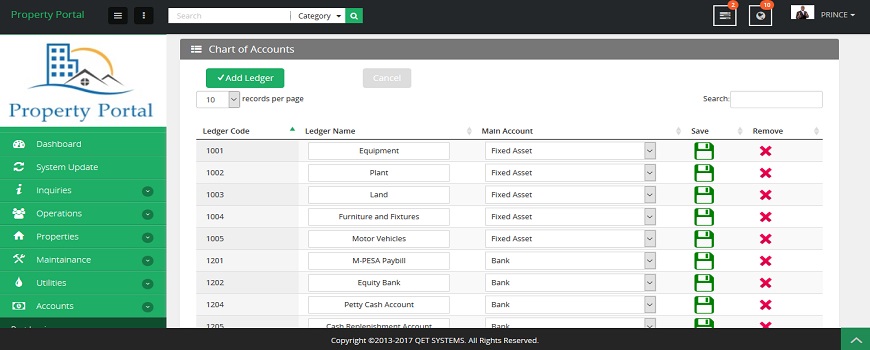 Property Portal
Search
Category
2
10
PRINCE
Property Portal
Dashboard
System Update
Inquiries
Operations
Properties
Maintainance
Utilities
Accounts
Chart of Accounts
Add Ledger
Cancel
10 records per page
Search:
Ledger Code Ledger Name Main Account Save Remove
1001 Equipment Fixed Asset
1002 Plant Fixed Asset
1003 Land Fixed Asset
1004 Furniture and Fixtures Fixed Asset
1005 Motor Vehicles Fixed Asset
1201 M-PESA Paybill Bank
1202 Equity Bank Bank
1204 Petty Cash Account Bank
1205 Cash Replenishment Account Bank
Copyright ©2013-2017 QET SYSTEMS. All Rights Reserved.